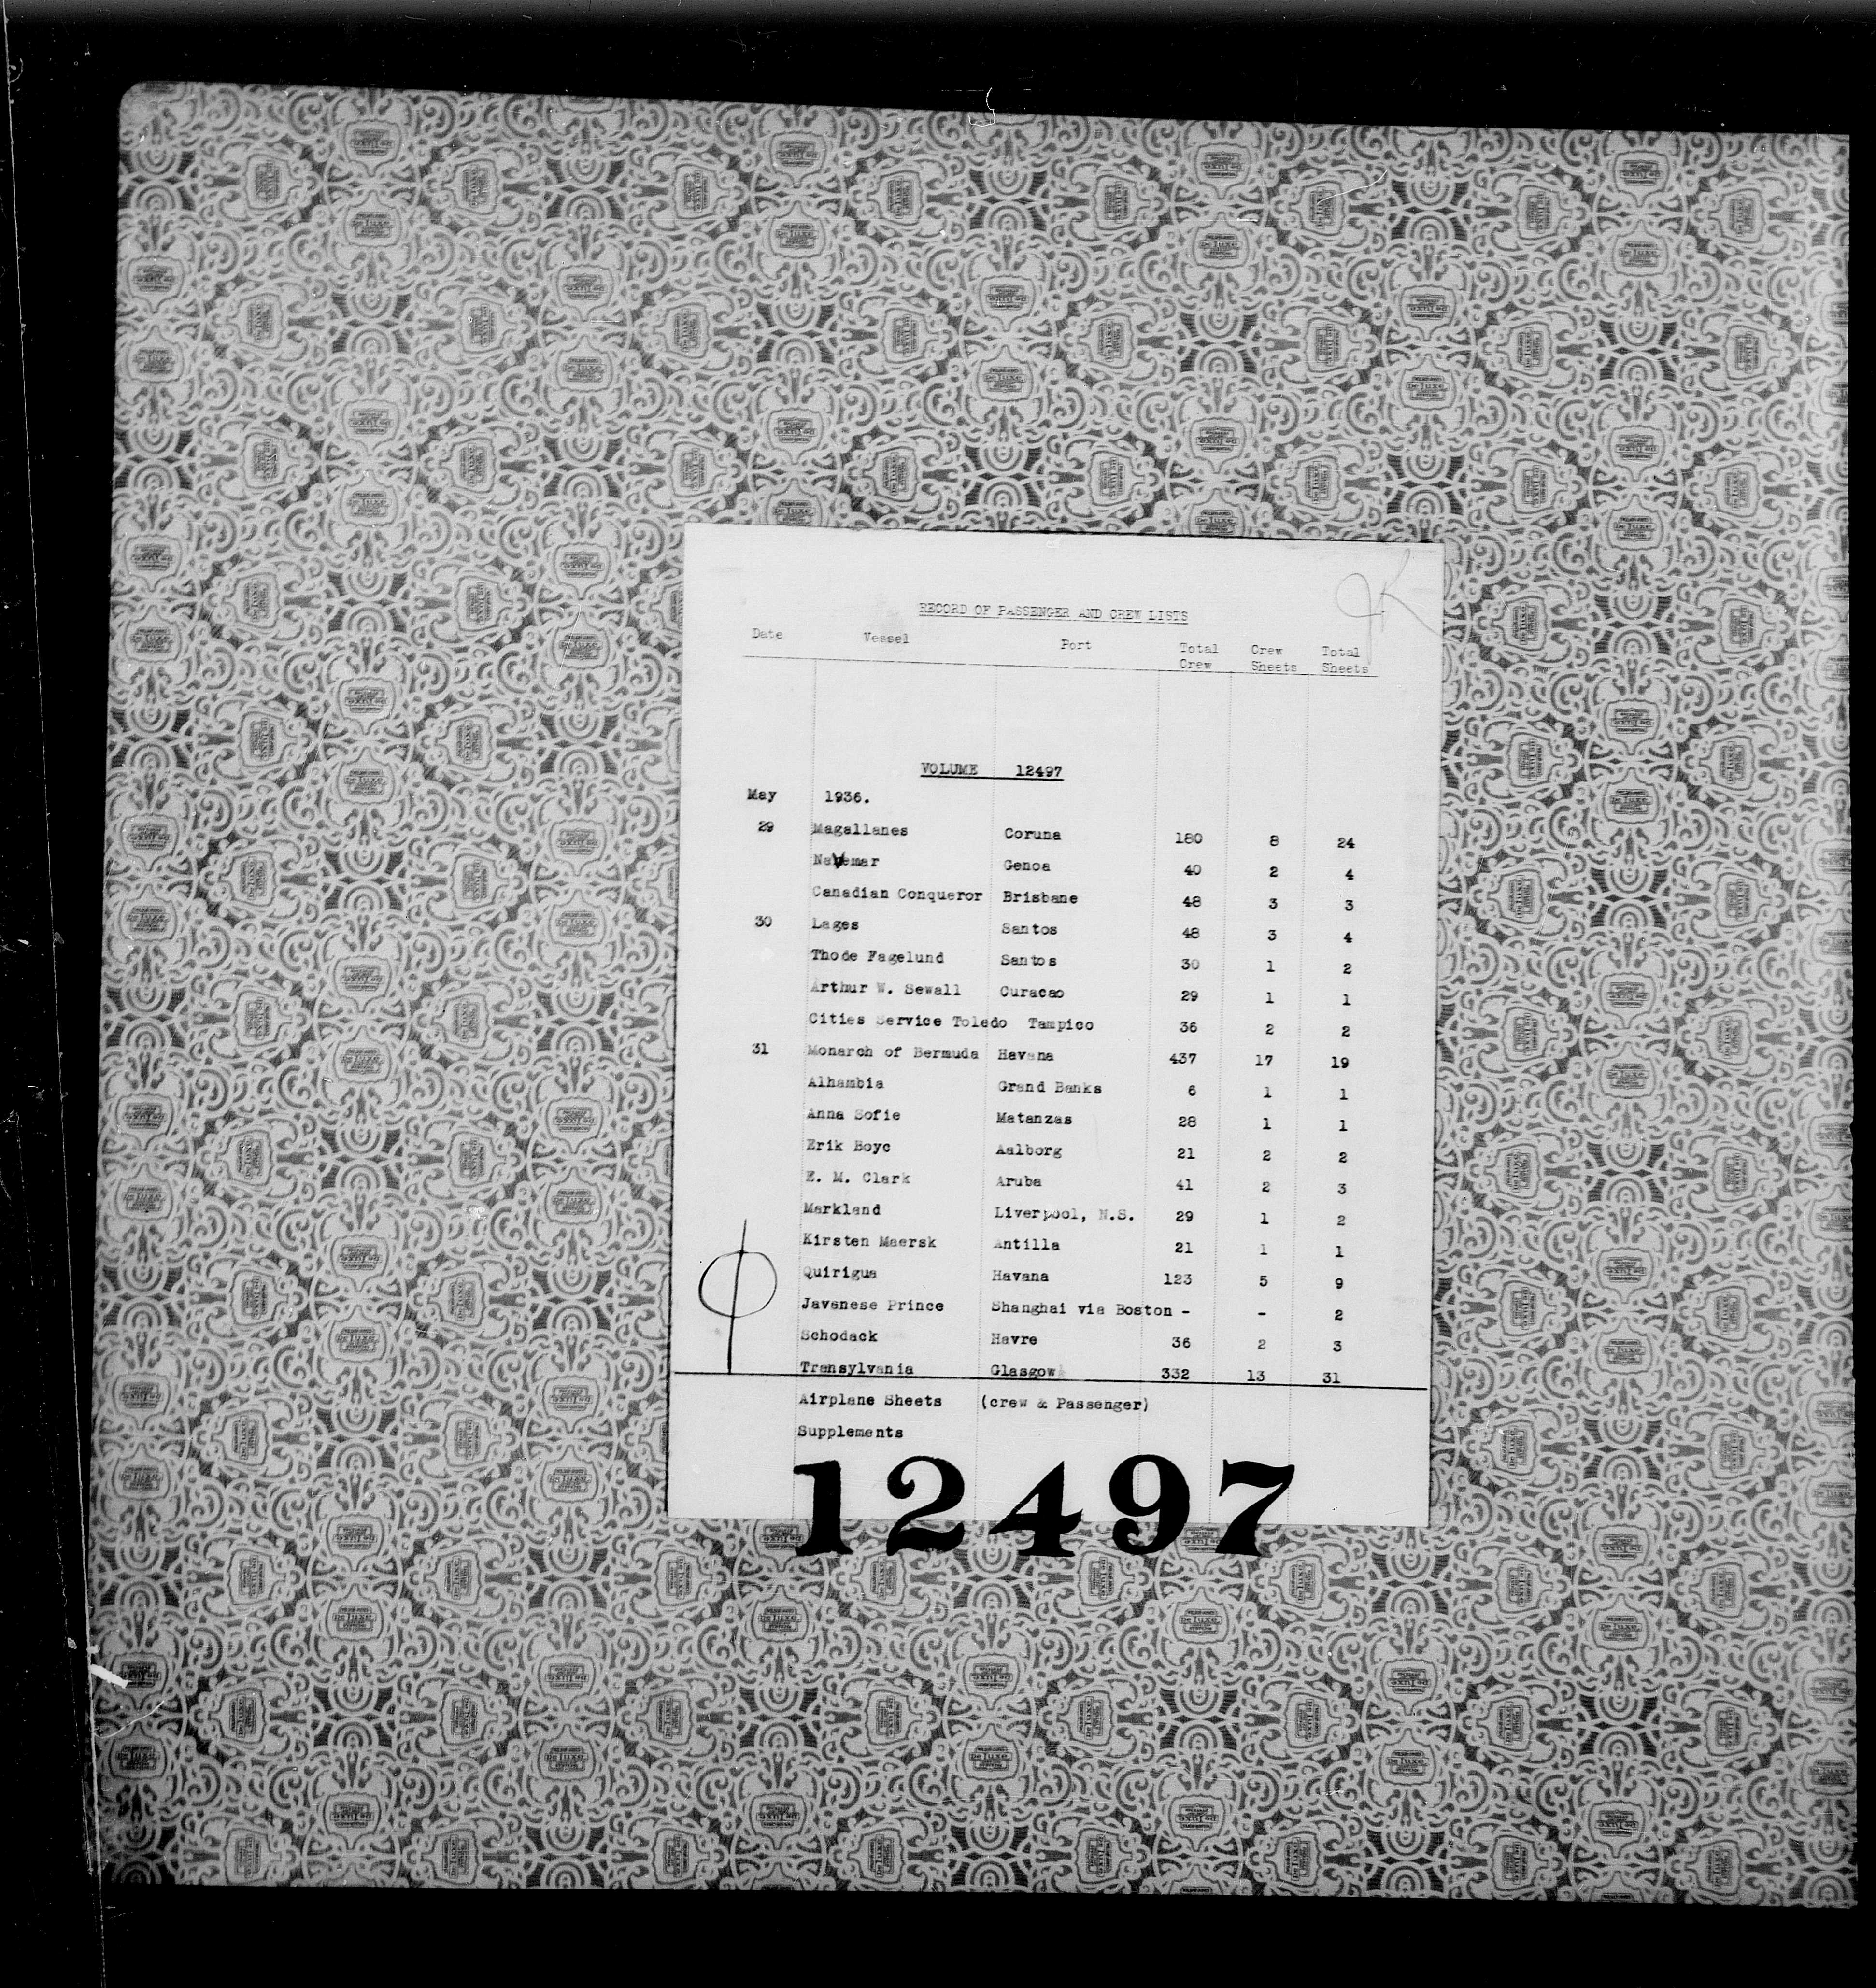 RECORD OF PASSENGER AND CREW LISTS
Date Vessel Port Total Crew Crew Sheets Total Sheets
VOLUME 12497
May 1936.
29 Magallanes Coruna 180 8 24
Navemar Genoa 40 2 4
Canadian Conqueror Brisbane 48 3 3
30 Lages Santos 48 3 4
Thode Fagelund Santos 30 1 2
Arthur W. Sewall Curacao 29 1 1
Cities Service Toledo Tampico 36 2 2
31 Monarch of Bermuda Havana 437 17 19
Alhambia Grand Banks 6 1 1
Anna Sofie Matanzas 28 1 1
Erik Boye Aalborg 21 2 2
E. M. Clark Aruba 41 2 3
Markland Liverpool, N.S. 29 1 2
Kirsten Maersk Antilla 21 1 1
Quirigua Havana 123 5 9
Javanese Prince Shanghai via Boston - - 2
Schodack Havre 36 2 3
Transylvania Glasgow 332 13 31
Airplane Sheets (crew & Passenger)
Supplements
12497